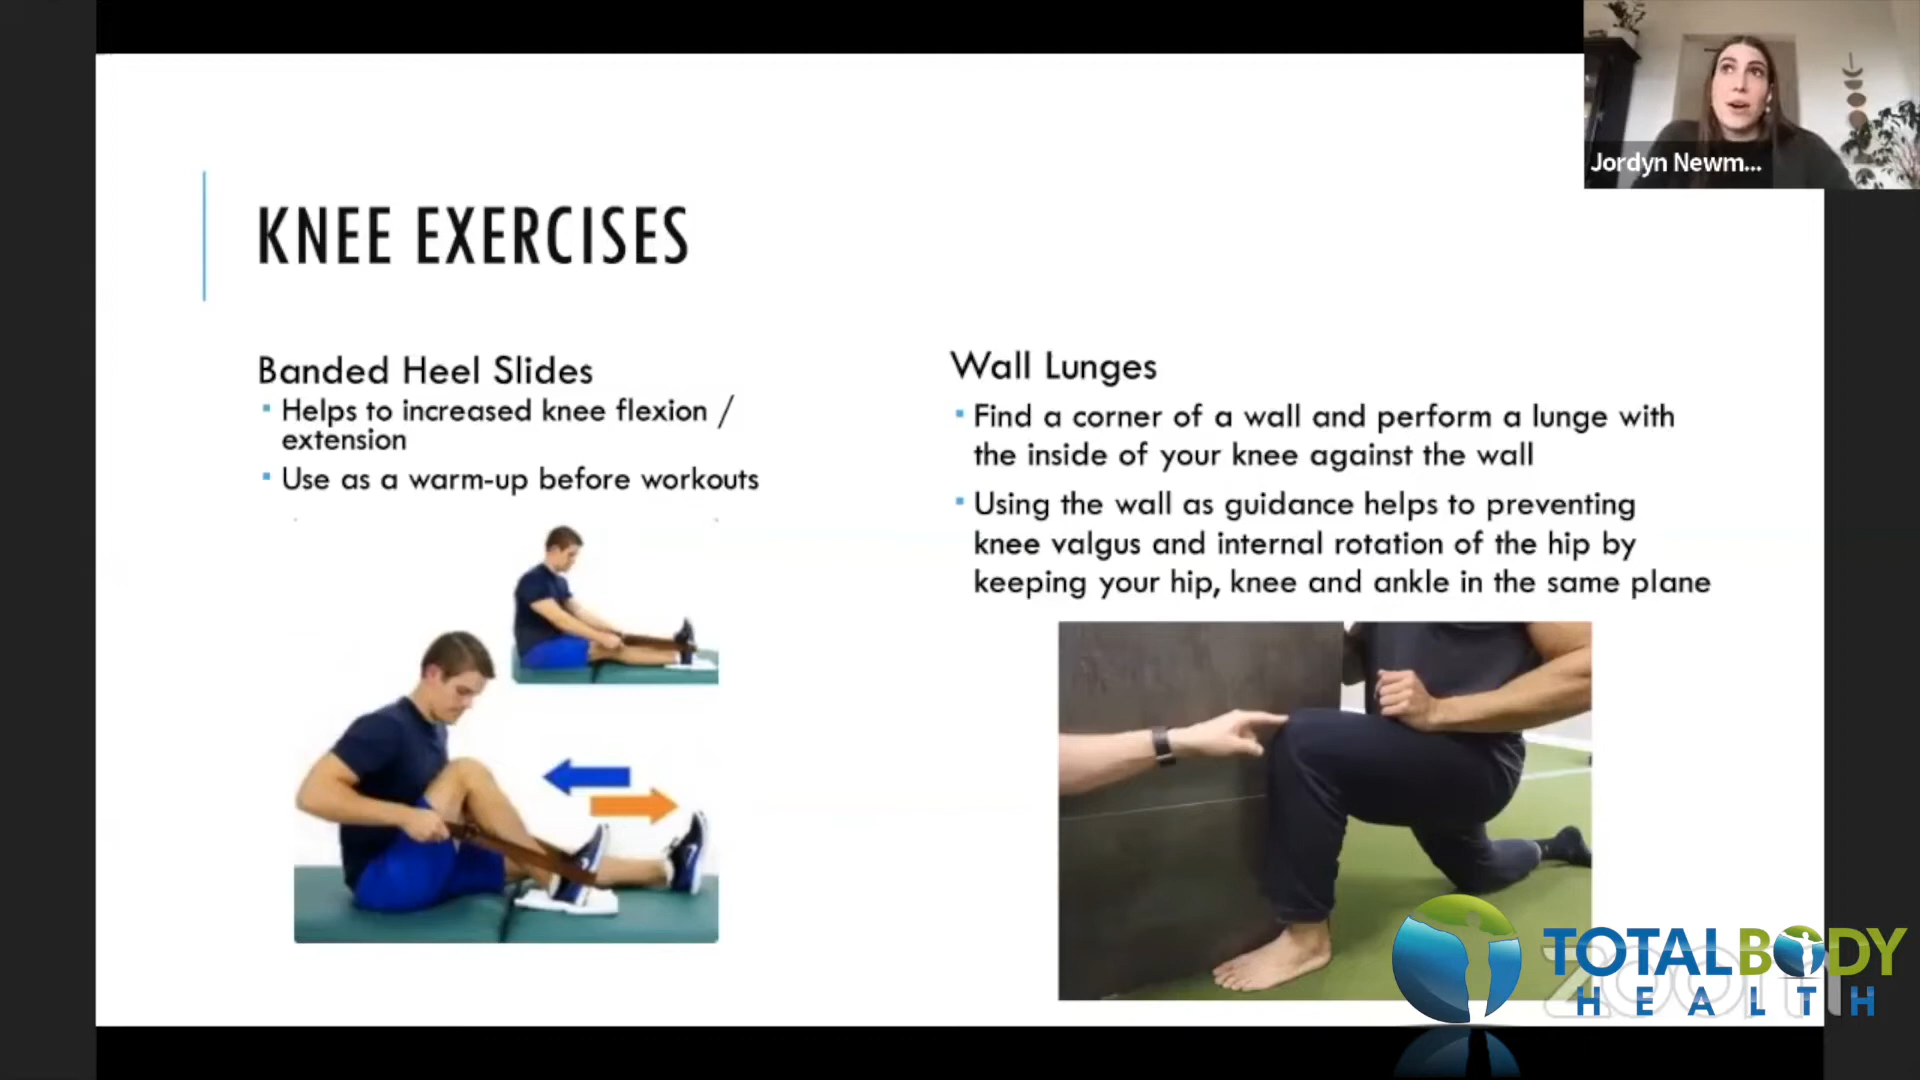 Jordyn Newm...
KNEE EXERCISES
Banded Heel Slides
Helps to increased knee flexion /
extension
Use as a warm-up before workouts
Wall Lunges
Find a corner of a wall and perform a lunge with
the inside of your knee against the wall
Using the wall as guidance helps to preventing
knee valgus and internal rotation of the hip by
keeping your hip, knee and ankle in the same plane
TOTALBODY
HEALTH
zoom